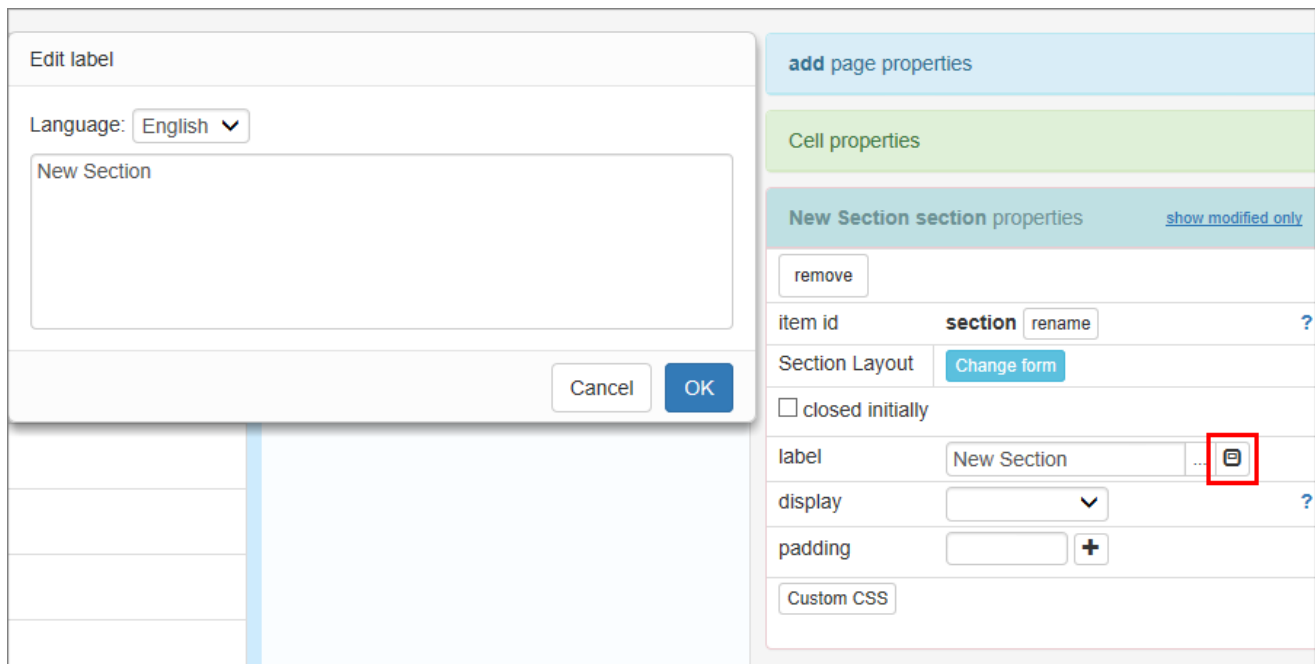 Edit label
Language: English
New Section
Cancel OK
add page properties
Cell properties
New Section section properties show modified only
remove
item id section rename ?
Section Layout Change form
closed initially
label New Section ...
display ?
padding
Custom CSS